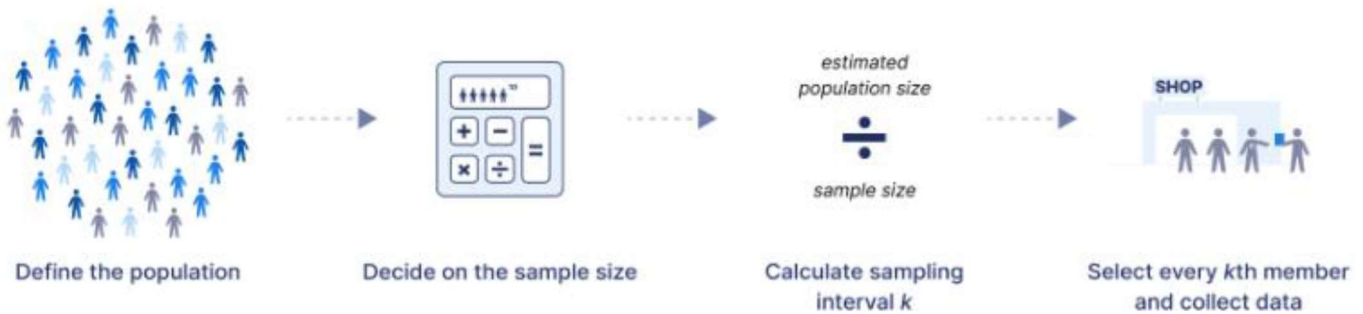 estimated
population size
sample size
SHOP
+ −
× ÷
=
Define the population
Decide on the sample size
Calculate sampling
interval k
Select every kth member
and collect data